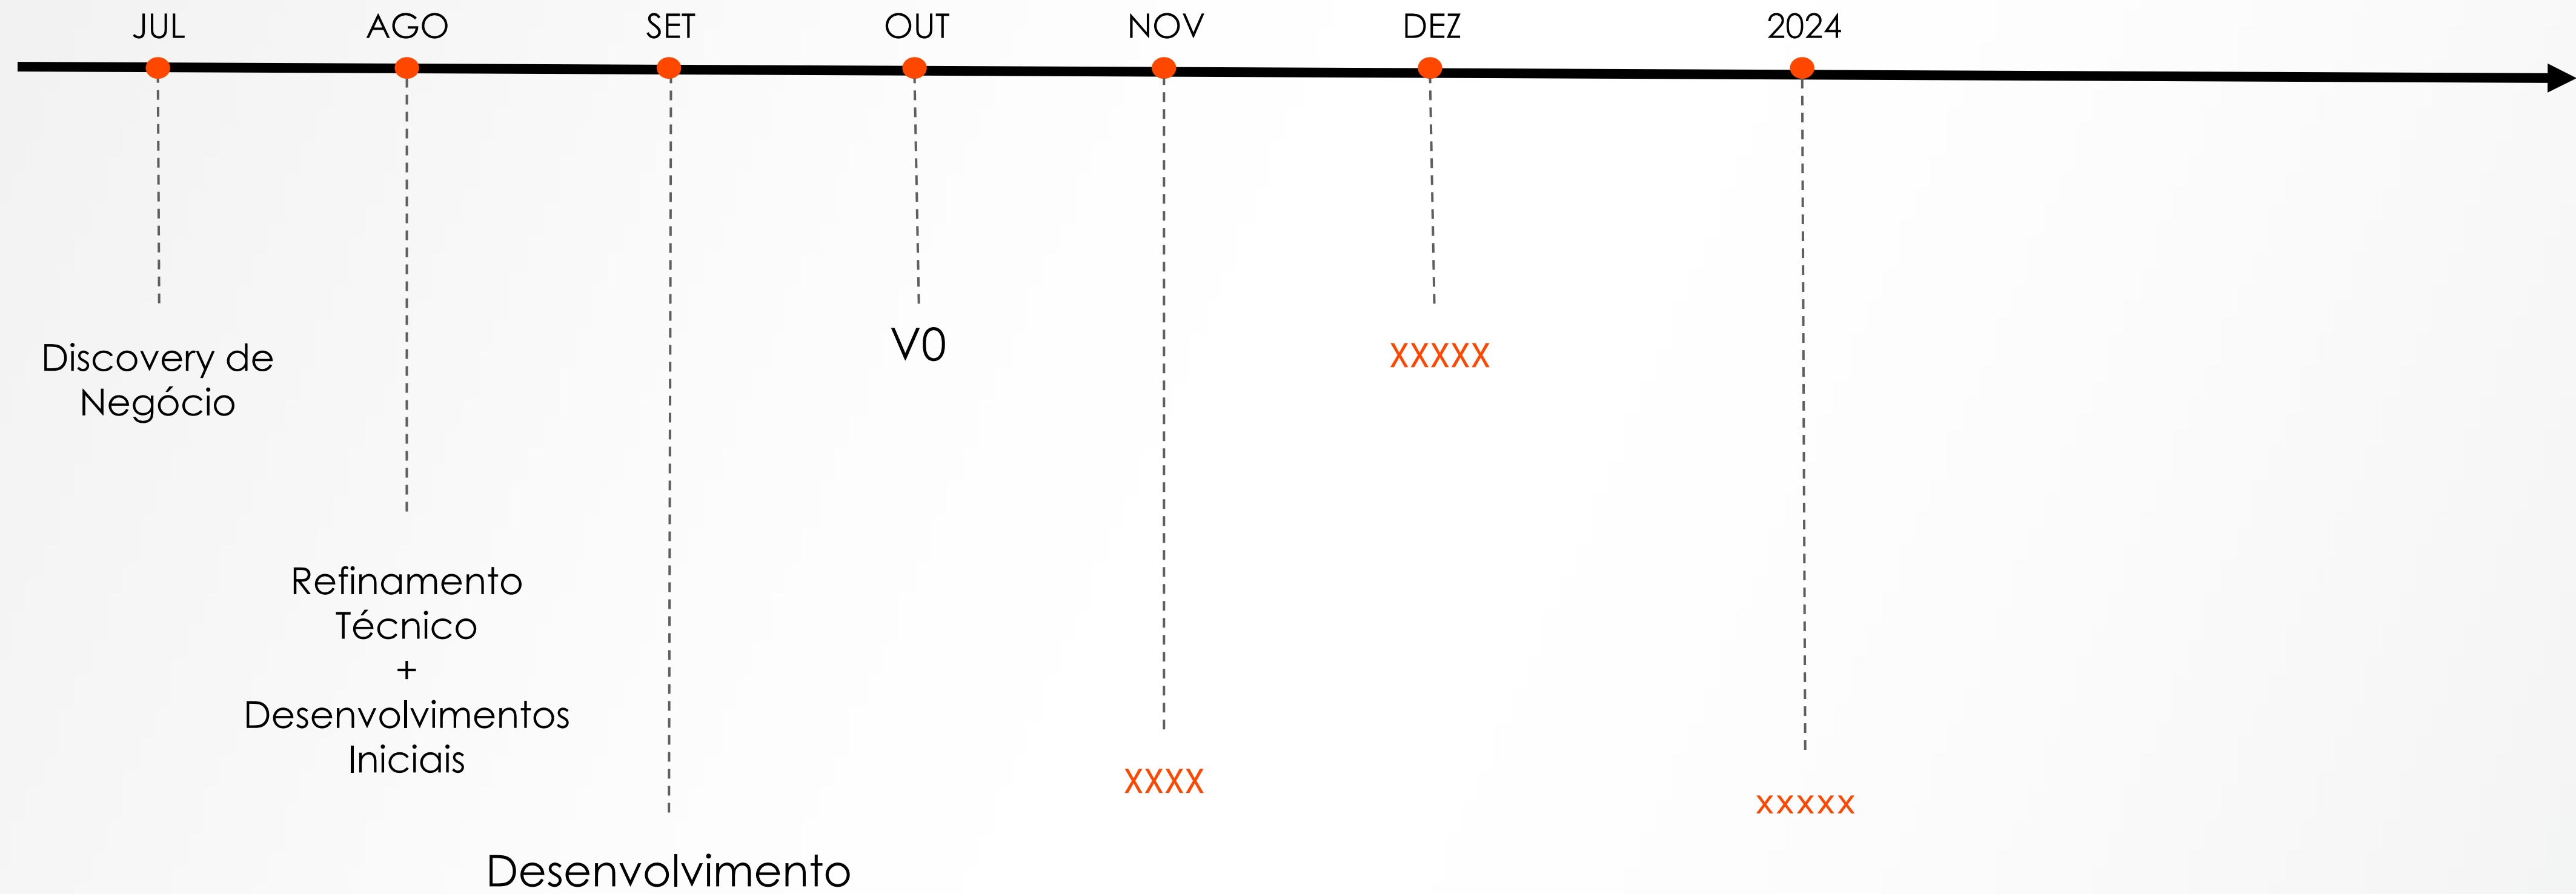 JUL
AGO
SET
OUT
NOV
DEZ
2024
Discovery de
Negócio
Refinamento
Técnico
+
Desenvolvimentos
Iniciais
Desenvolvimento
V0
XXXX
XXXXX
xxxxx